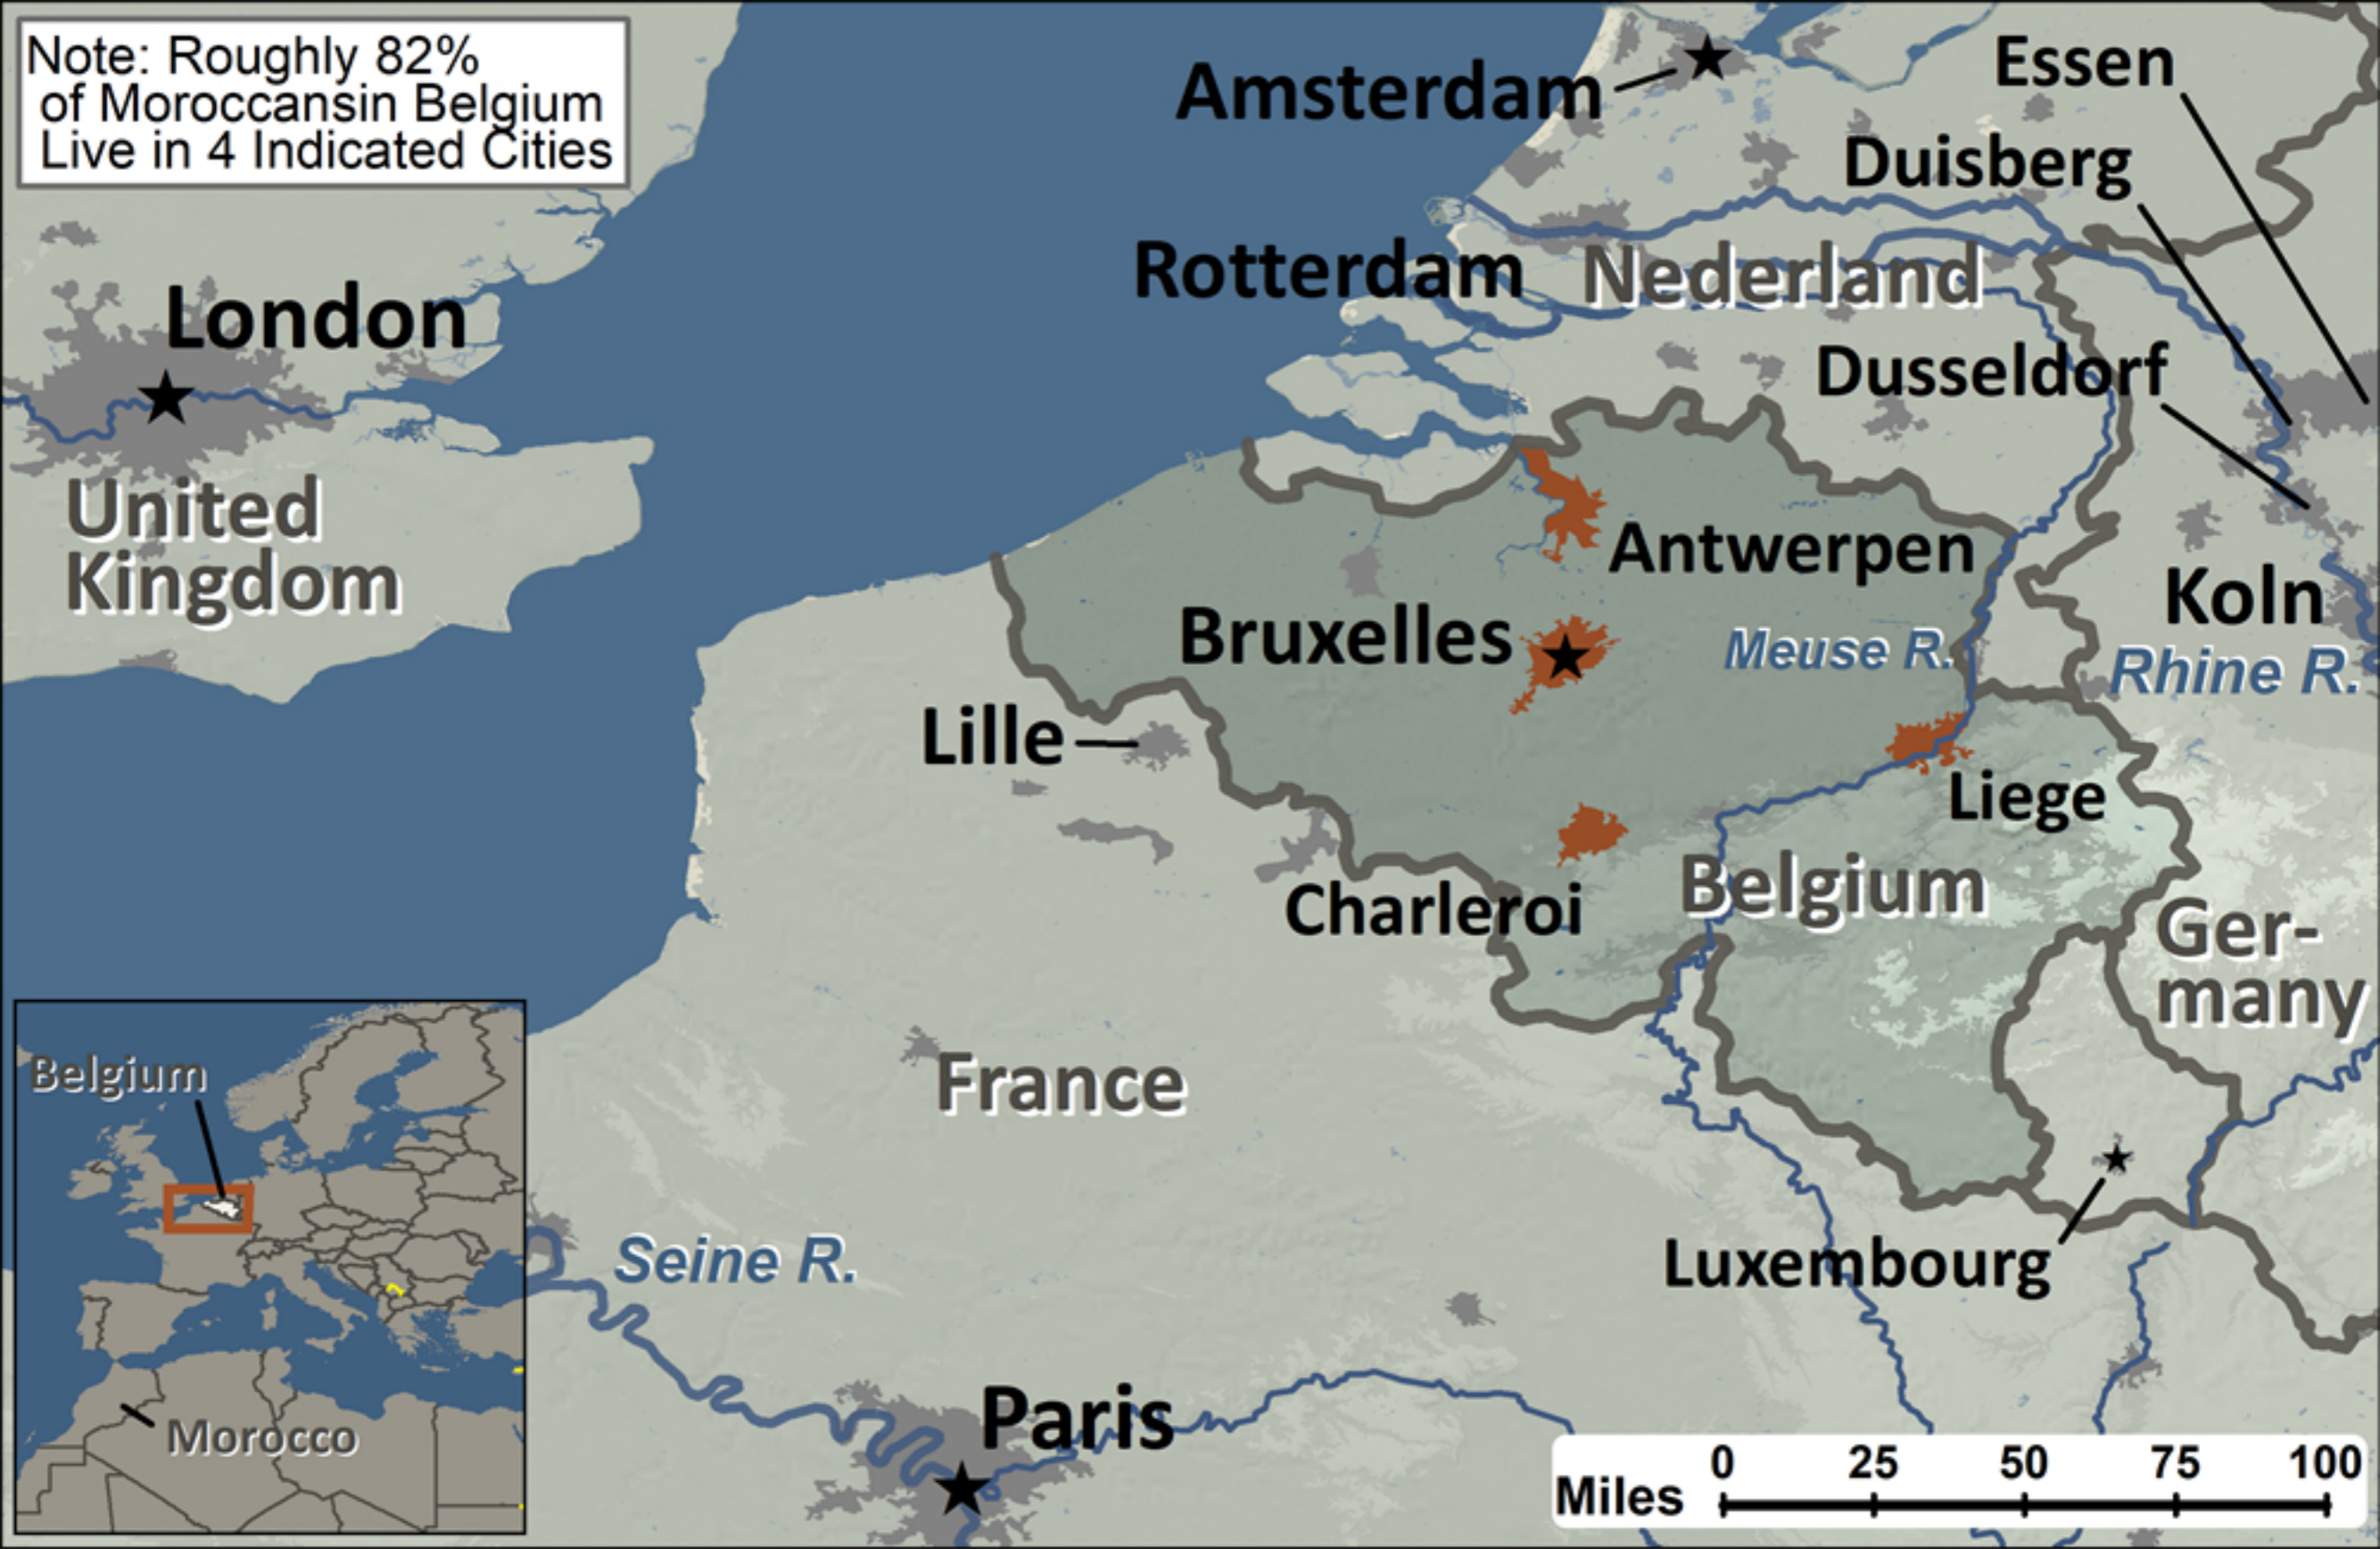 Note: Roughly 82%
of Moroccansin Belgium
Live in 4 Indicated Cities
Amsterdam
Essen
Duisberg
Rotterdam
Nederland
London
Dusseldorf
United
Kingdom
Antwerpen
Koln
Bruxelles
Meuse R.
Rhine R.
Lille
Liege
Belgium
Charleroi
Ger-
many
France
Belgium
Seine R.
Luxembourg
Morocco
Paris
0 25 50 75 100
Miles